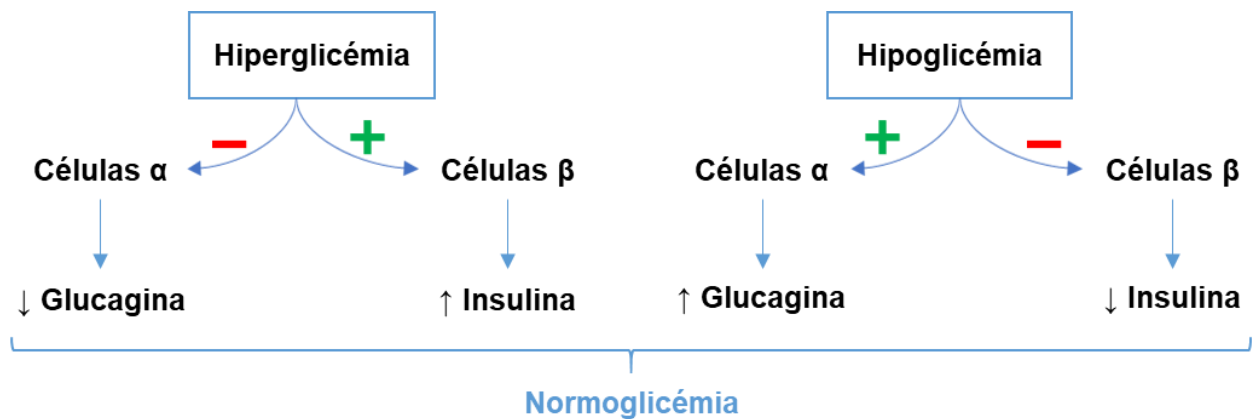 Hiperglicémia
Hipoglicémia
− +
+ −
Células α
Células β
Células α
Células β
↓ Glucagina
↑ Insulina
↑ Glucagina
↓ Insulina
Normoglicémia